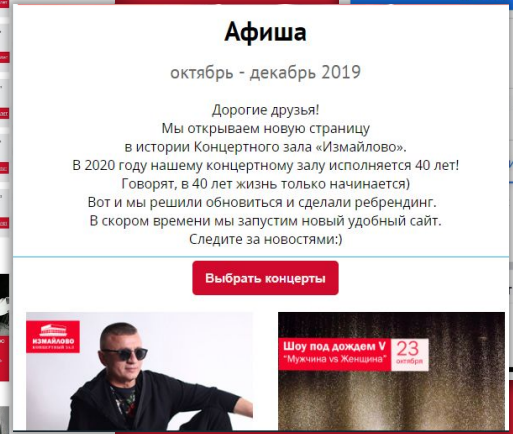 Афиша
октябрь - декабрь 2019
Дорогие друзья!
Мы открываем новую страницу
в истории Концертного зала «Измайлово».
В 2020 году нашему концертному залу исполняется 40 лет!
Говорят, в 40 лет жизнь только начинается)
Вот и мы решили обновиться и сделали ребрендинг.
В скором времени мы запустим новый удобный сайт.
Следите за новостями:)
Выбрать концерты
ИЗМАЙЛОВО
КОНЦЕРТНЫЙ ЗАЛ
Шоу под дождем V
"Мужчина vs Женщина"
23
октября